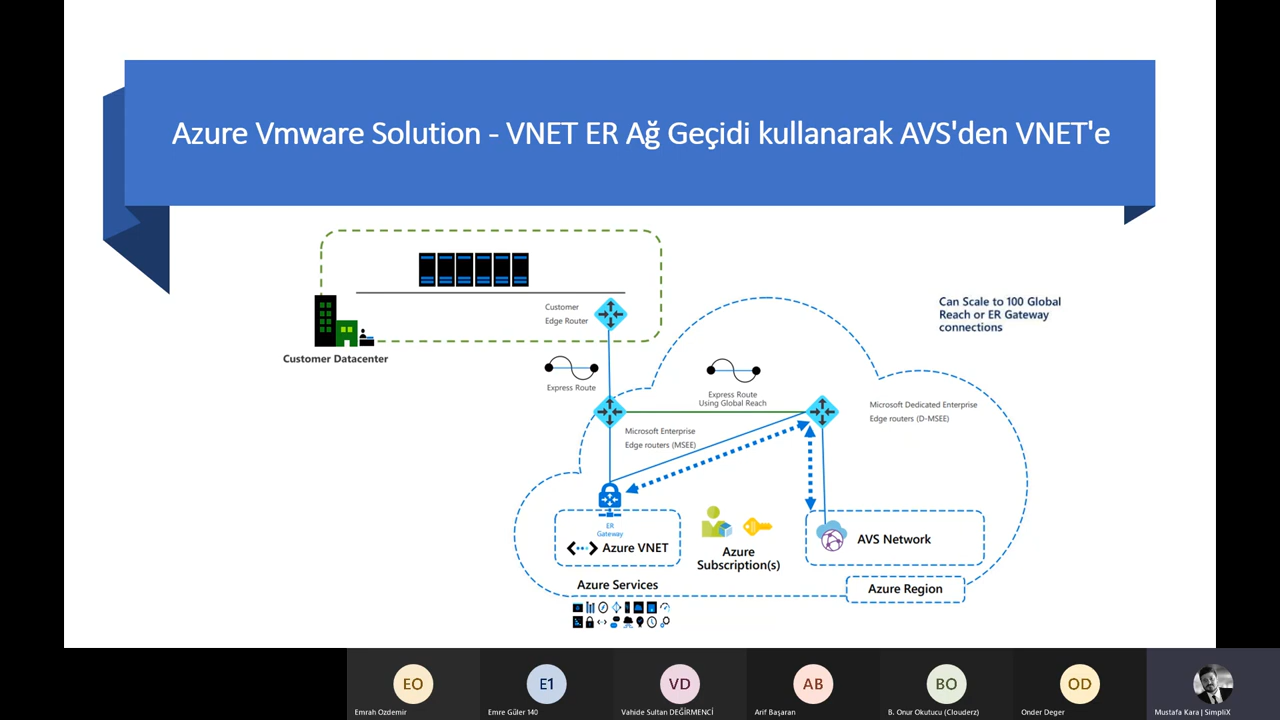 Azure Vmware Solution - VNET ER Ağ Geçidi kullanarak AVS'den VNET'e
Customer
Edge Router
Customer Datacenter
Can Scale to 100 Global
Reach or ER Gateway
connections
Express Route
Express Route
Using Global Reach
Microsoft Dedicated Enterprise
Edge routers (D-MSEE)
Microsoft Enterprise
Edge routers (MSEE)
ER
Gateway
Azure VNET
Azure
Subscription(s)
AVS Network
Azure Services
Azure Region
EO
E1
VD
AB
BO
OD
Emrah Ozdemir
Emre Güler 140
Vahide Sultan DEĞİRMENCİ
Arif Başaran
B. Onur Okutucu (Clouderz)
Onder Deger
Mustafa Kara | SimpliX